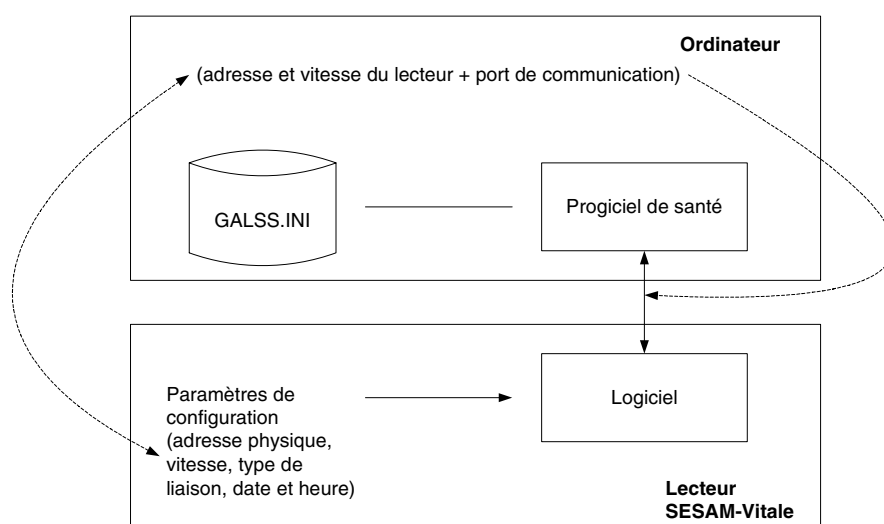 Ordinateur
(adresse et vitesse du lecteur + port de communication)
GALSS.INI
Progiciel de santé
Paramètres de
configuration
(adresse physique,
vitesse, type de
liaison, date et heure)
Logiciel
Lecteur
SESAM-Vitale